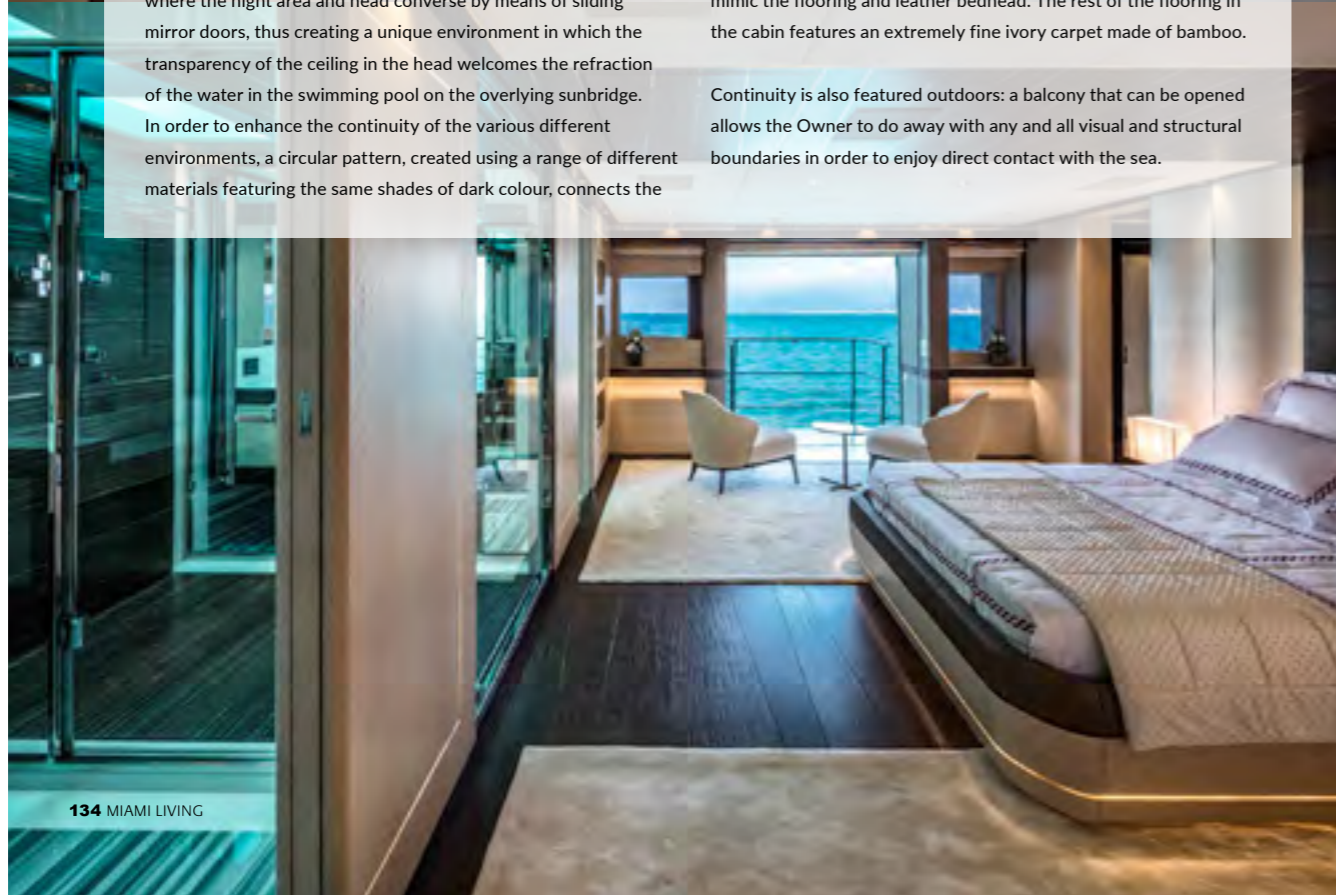 where the night area and head converse by means of sliding
mirror doors, thus creating a unique environment in which the
transparency of the ceiling in the head welcomes the refraction
of the water in the swimming pool on the overlying sunbridge.
In order to enhance the continuity of the various different
environments, a circular pattern, created using a range of different
materials featuring the same shades of dark colour, connects the
mimic the flooring and leather bedhead. The rest of the flooring in
the cabin features an extremely fine ivory carpet made of bamboo.
Continuity is also featured outdoors: a balcony that can be opened
allows the Owner to do away with any and all visual and structural
boundaries in order to enjoy direct contact with the sea.
134 MIAMI LIVING